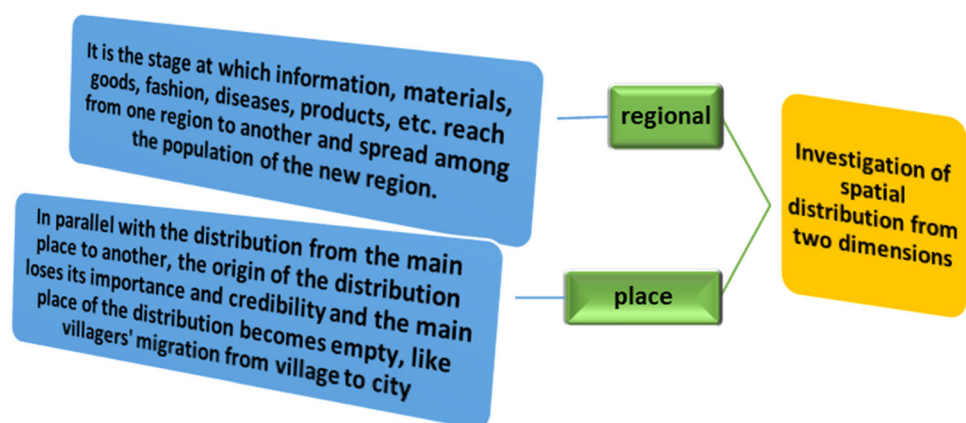 It is the stage at which information, materials,
goods, fashion, diseases, products, etc. reach
from one region to another and spread among
the population of the new region.
regional
Investigation of
spatial
distribution from
two dimensions
In parallel with the distribution from the main
place to another, the origin of the distribution
loses its importance and credibility and the main
place of the distribution becomes empty, like
villagers' migration from village to city
place